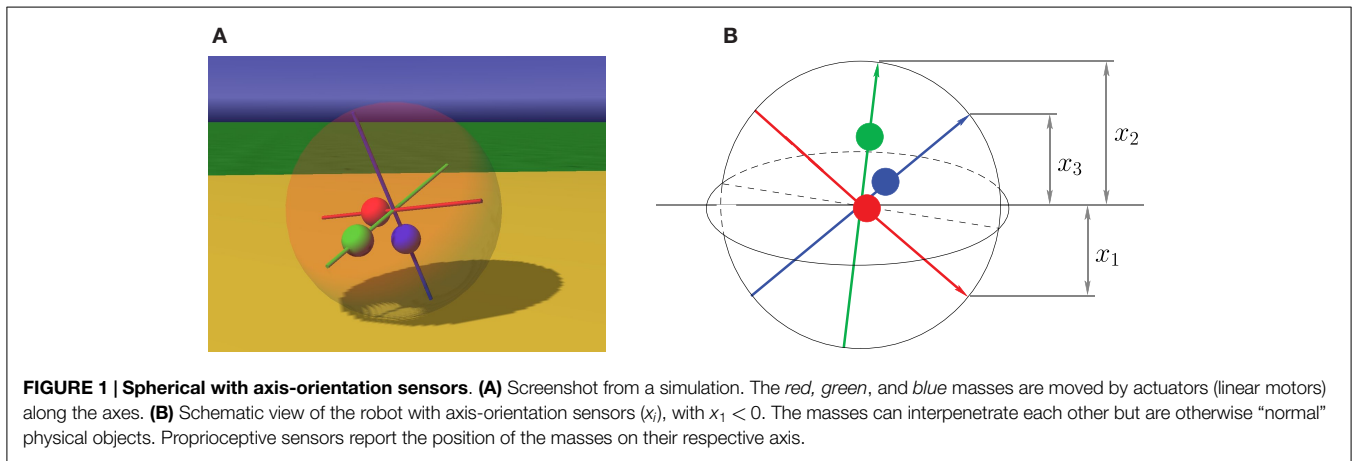 A
B
x₂
x₃
x₁
FIGURE 1 | Spherical with axis-orientation sensors. (A) Screenshot from a simulation. The red, green, and blue masses are moved by actuators (linear motors)
along the axes. (B) Schematic view of the robot with axis-orientation sensors (xᵢ), with x₁ < 0. The masses can interpenetrate each other but are otherwise “normal”
physical objects. Proprioceptive sensors report the position of the masses on their respective axis.